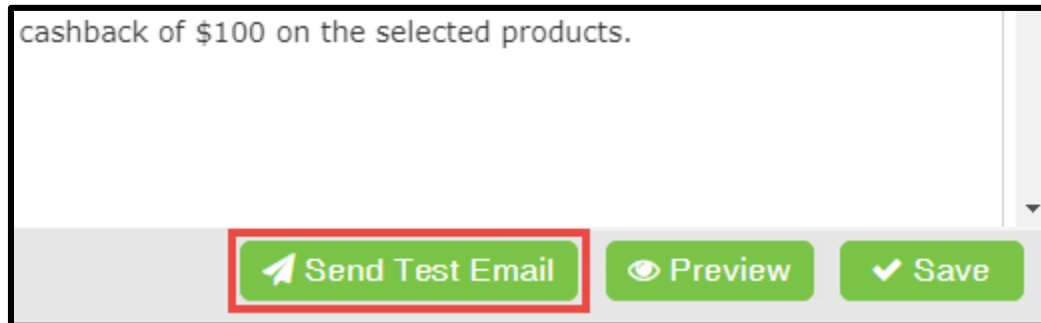 cashback of $100 on the selected products.
Send Test Email Preview Save